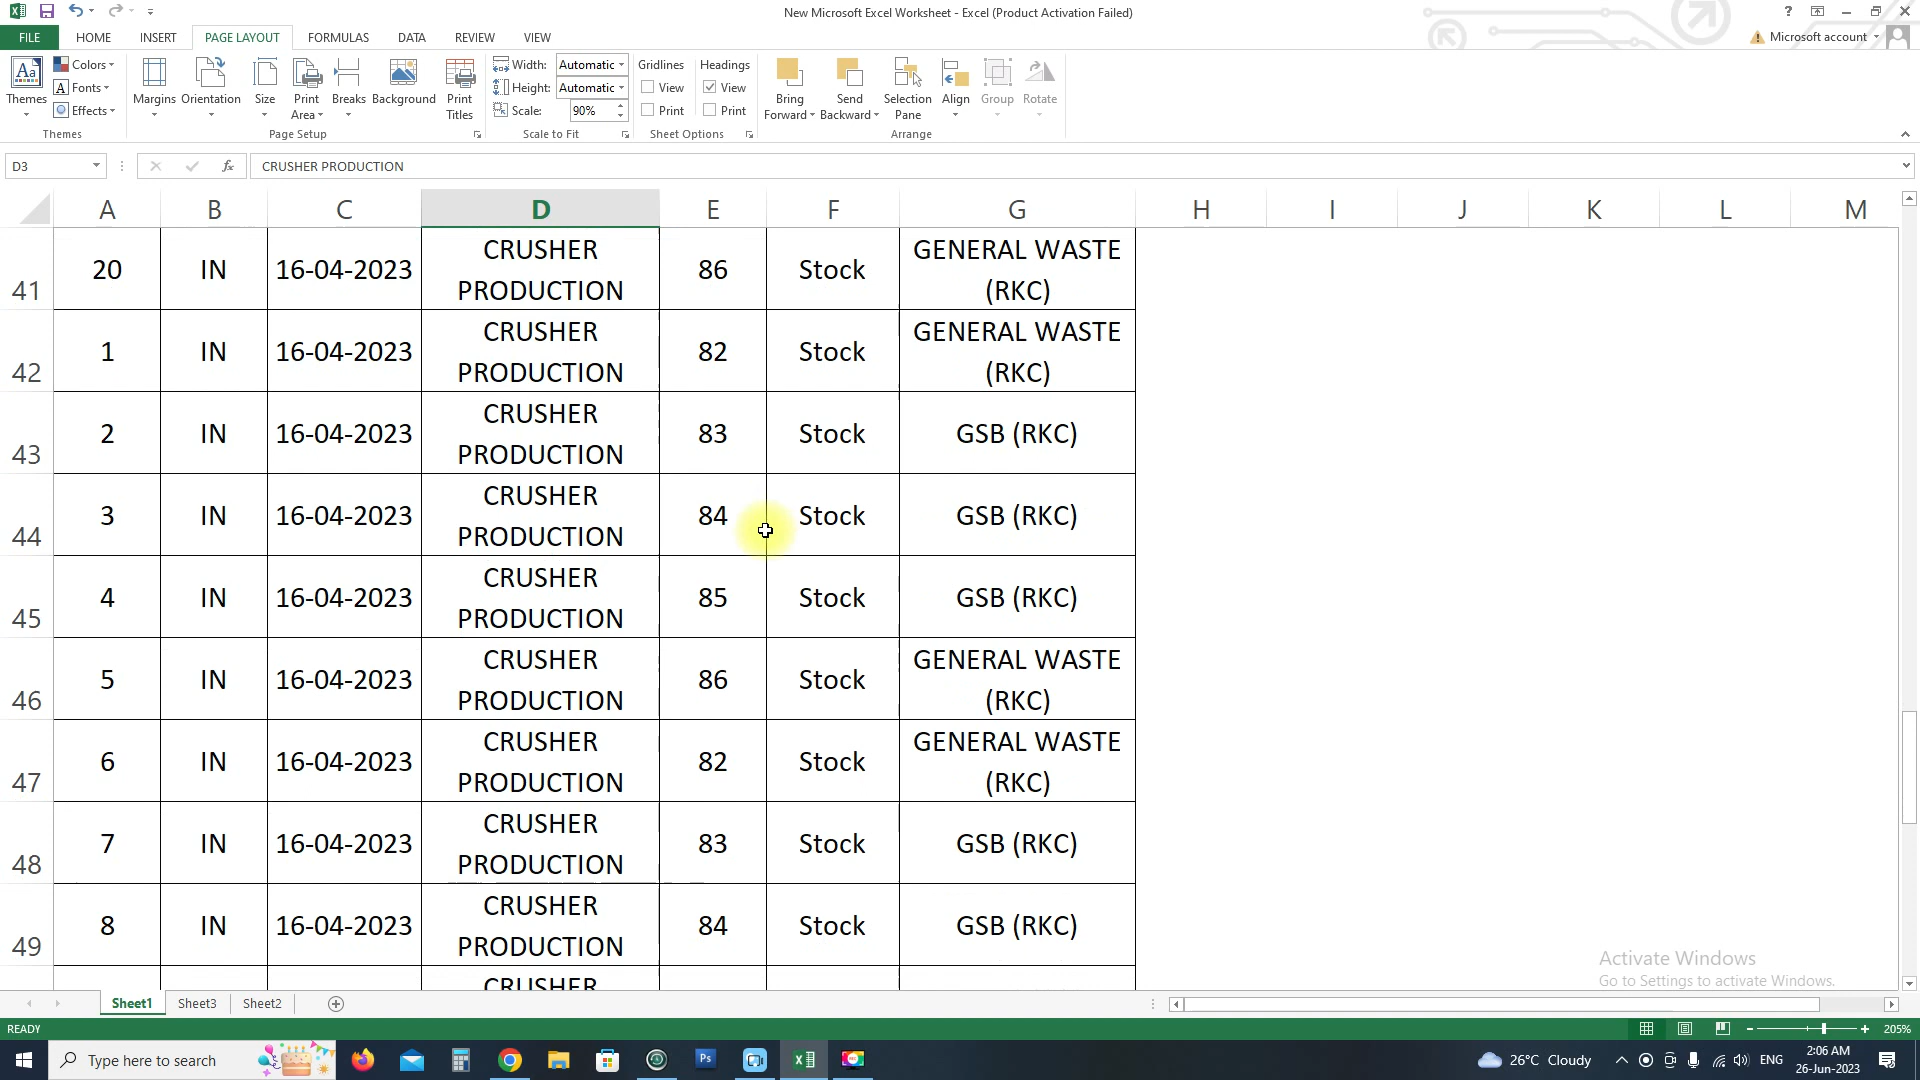 New Microsoft Excel Worksheet - Excel (Product Activation Failed)
FILE HOME INSERT PAGE LAYOUT FORMULAS DATA REVIEW VIEW Microsoft account
Colors Width: Automatic Gridlines Headings
Fonts Height: Automatic View View
Effects Scale: 90% Print Print
Themes Margins Orientation Size Print Area Breaks Background Print Titles Bring Forward Send Backward Selection Pane Align Group Rotate
Themes Page Setup Scale to Fit Sheet Options Arrange
D3 fx CRUSHER PRODUCTION
A B C D E F G H I J K L M
41 20 IN 16-04-2023 CRUSHER PRODUCTION 86 Stock GENERAL WASTE (RKC)
42 1 IN 16-04-2023 CRUSHER PRODUCTION 82 Stock GENERAL WASTE (RKC)
43 2 IN 16-04-2023 CRUSHER PRODUCTION 83 Stock GSB (RKC)
44 3 IN 16-04-2023 CRUSHER PRODUCTION 84 Stock GSB (RKC)
45 4 IN 16-04-2023 CRUSHER PRODUCTION 85 Stock GSB (RKC)
46 5 IN 16-04-2023 CRUSHER PRODUCTION 86 Stock GENERAL WASTE (RKC)
47 6 IN 16-04-2023 CRUSHER PRODUCTION 82 Stock GENERAL WASTE (RKC)
48 7 IN 16-04-2023 CRUSHER PRODUCTION 83 Stock GSB (RKC)
49 8 IN 16-04-2023 CRUSHER PRODUCTION 84 Stock GSB (RKC)
CRUSHER
Activate Windows
Go to Settings to activate Windows.
Sheet1 Sheet3 Sheet2
READY 205%
Type here to search Ps 26°C Cloudy ENG 2:06 AM
26-Jun-2023